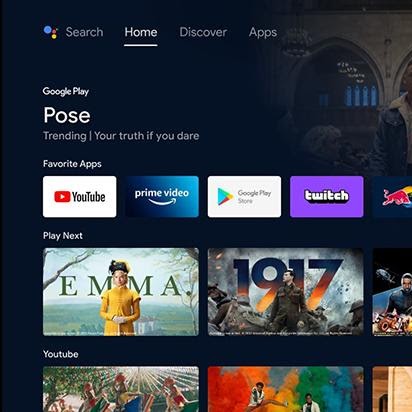 Search Home Discover Apps
Google Play
Pose
Trending | Your truth if you dare
Favorite Apps
YouTube prime video Google Play Store twitch
Play Next
EMMA 1917
Youtube